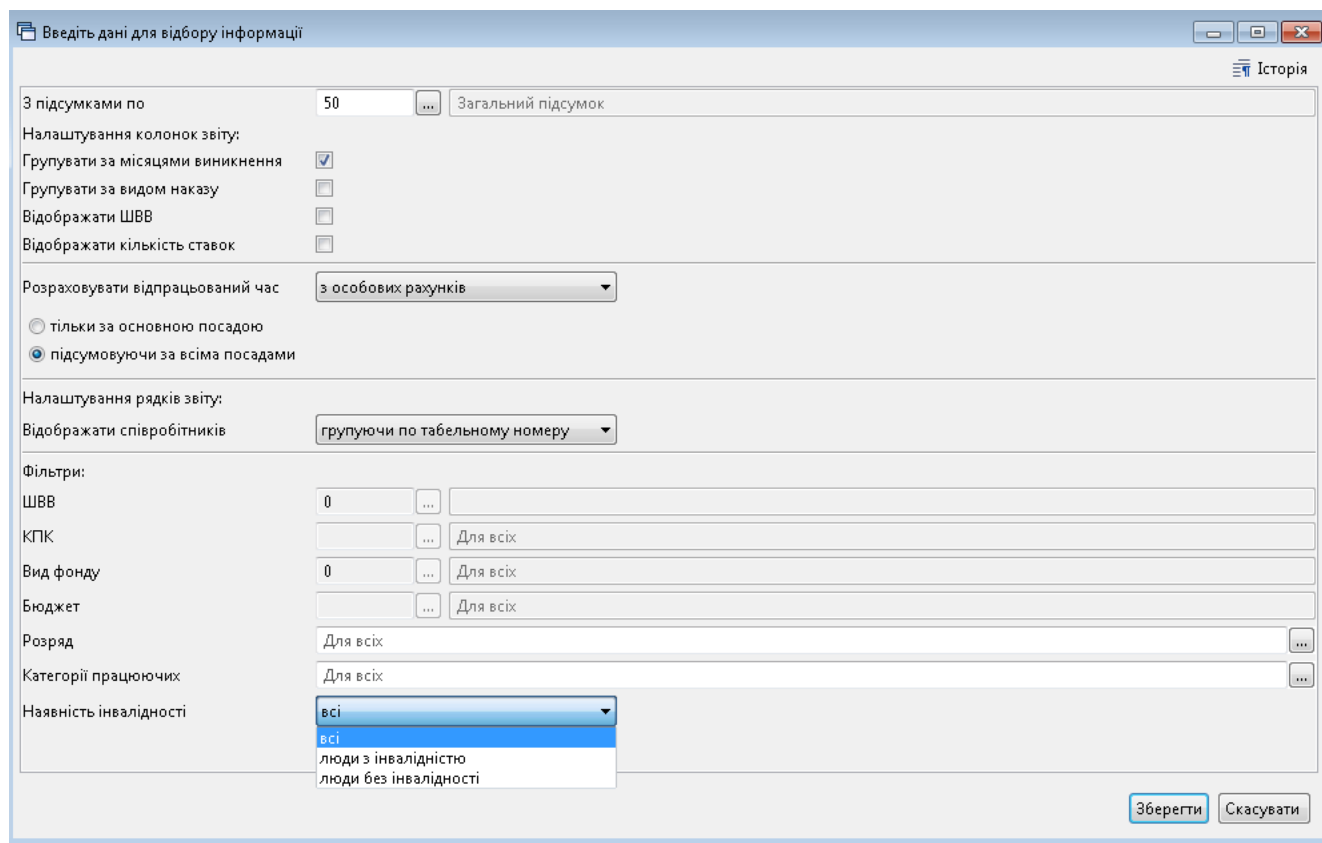 Введіть дані для відбору інформації
Історія
З підсумками по 50 ... Загальний підсумок
Налаштування колонок звіту:
Групувати за місяцями виникнення
Групувати за видом наказу
Відображати ШВВ
Відображати кількість ставок
Розраховувати відпрацьований час з особових рахунків
тільки за основною посадою
підсумовуючи за всіма посадами
Налаштування рядків звіту:
Відображати співробітників групуючи по табельному номеру
Фільтри:
ШВВ 0 ...
КПК ... Для всіх
Вид фонду 0 ... Для всіх
Бюджет ... Для всіх
Розряд Для всіх ...
Категорії працюючих Для всіх ...
Наявність інвалідності всі
всі
люди з інвалідністю
люди без інвалідності
Зберегти Скасувати